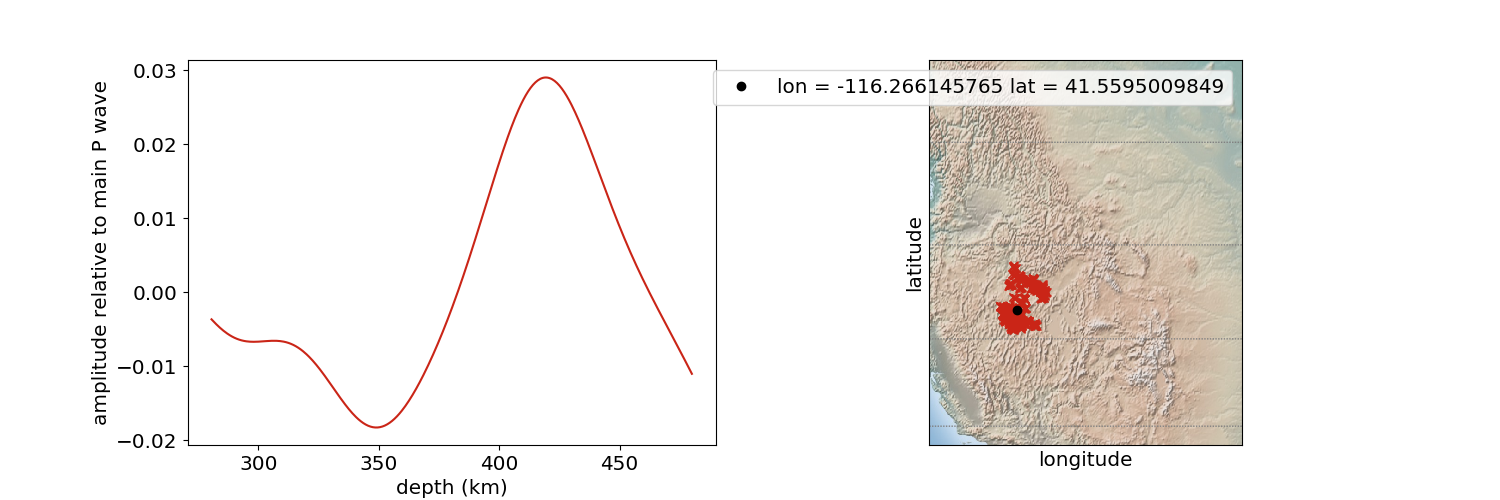 amplitude relative to main P wave
0.03
0.02
0.01
0.00
−0.01
−0.02
300
350
400
450
depth (km)
lon = -116.266145765 lat = 41.5595009849
latitude
longitude